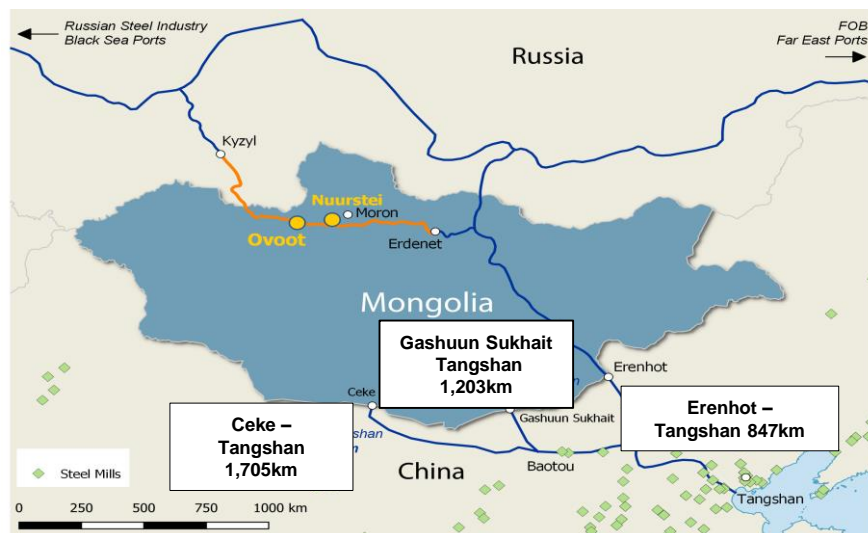 Russian Steel Industry
Black Sea Ports
FOB
Far East Ports
Russia
Kyzyl
Nuurstei
Moron
Ovoot
Erdenet
Mongolia
Gashuun Sukhait
Tangshan
1,203km
Erenhot
Ceke
Gashuun Sukhait
Ceke –
Tangshan
1,705km
Erenhot –
Tangshan 847km
China
Baotou
Steel Mills
Tangshan
0 250 500 750 1000 km